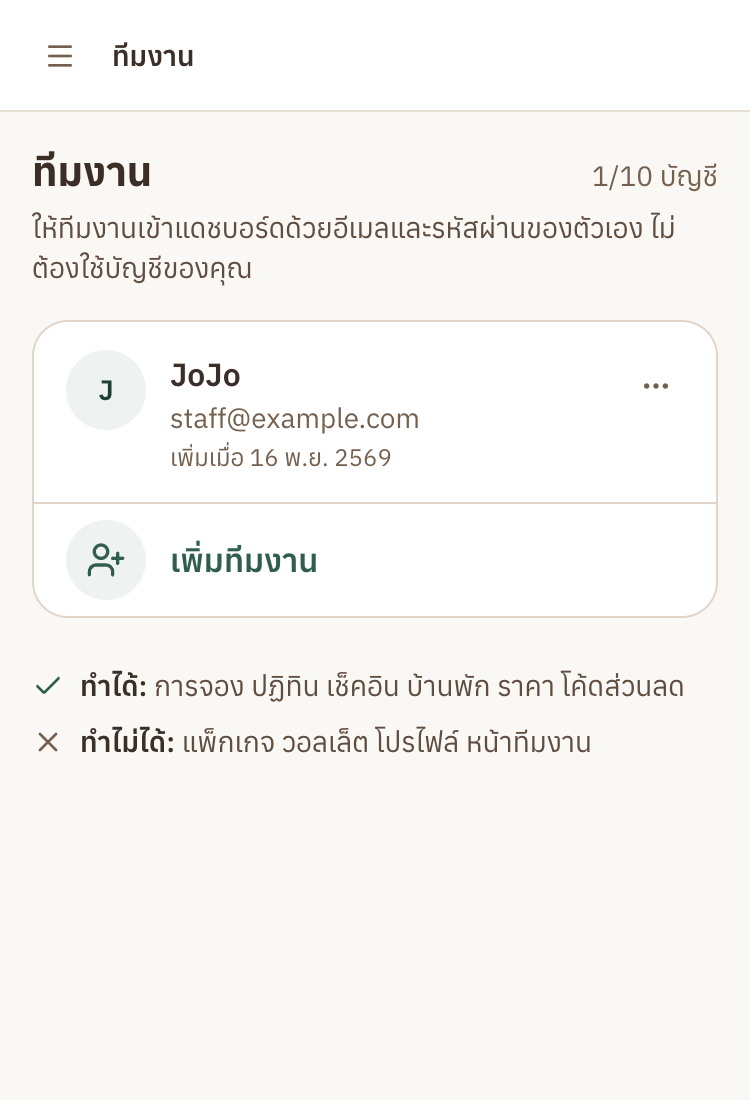 ทีมงาน
ทีมงาน
1/10 บัญชี
ให้ทีมงานเข้าแดชบอร์ดด้วยอีเมลและรหัสผ่านของตัวเอง ไม่
ต้องใช้บัญชีของคุณ
J
JoJo
staff@example.com
เพิ่มเมื่อ 16 พ.ย. 2569
เพิ่มทีมงาน
ทำได้: การจอง ปฏิทิน เช็คอิน บ้านพัก ราคา โค้ดส่วนลด
ทำไม่ได้: แพ็กเกจ วอลเล็ต โปรไฟล์ หน้าทีมงาน